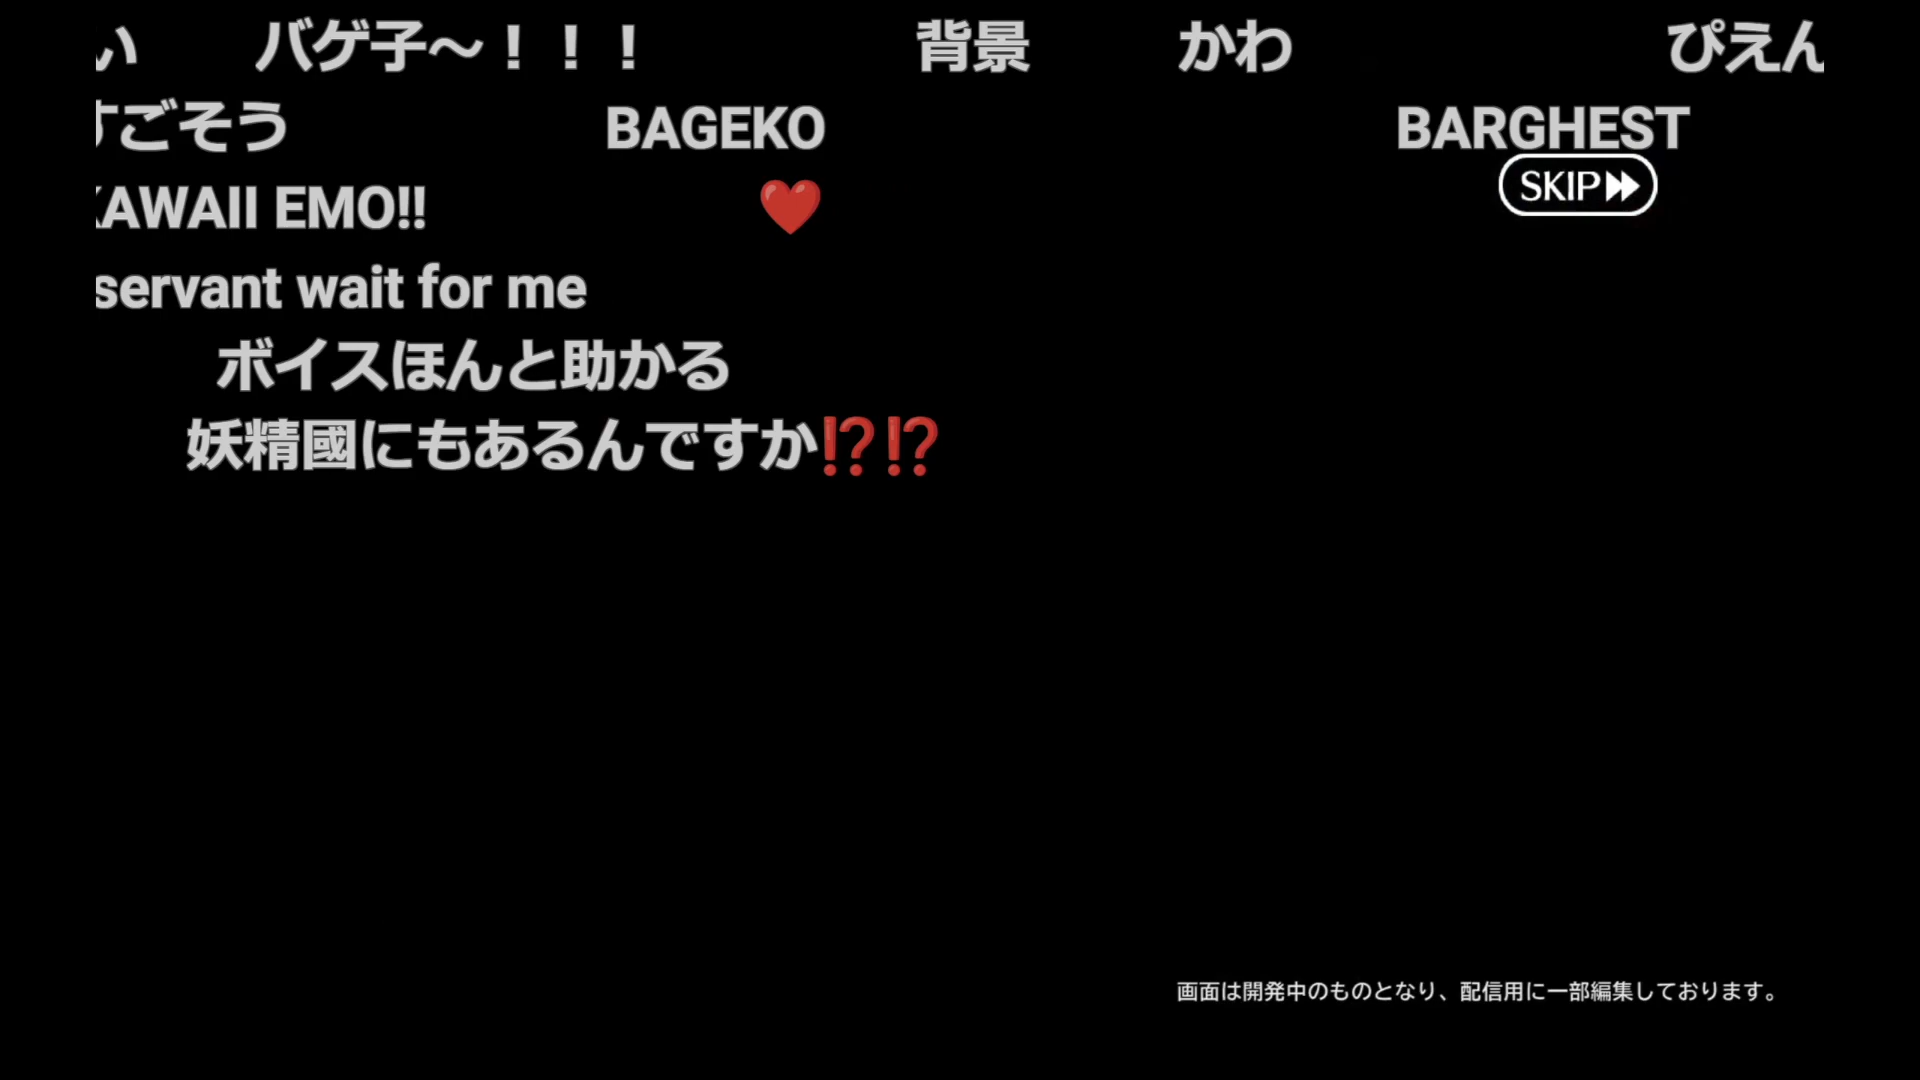 い バゲ子～！！！ 背景 かわ ぴえん
すごそう BAGEKO BARGHEST
KAWAII EMO!! ❤️
SKIP
servant wait for me
ボイスほんと助かる
妖精國にもあるんですか⁉️⁉️
画面は開発中のものとなり、配信用に一部編集しております。